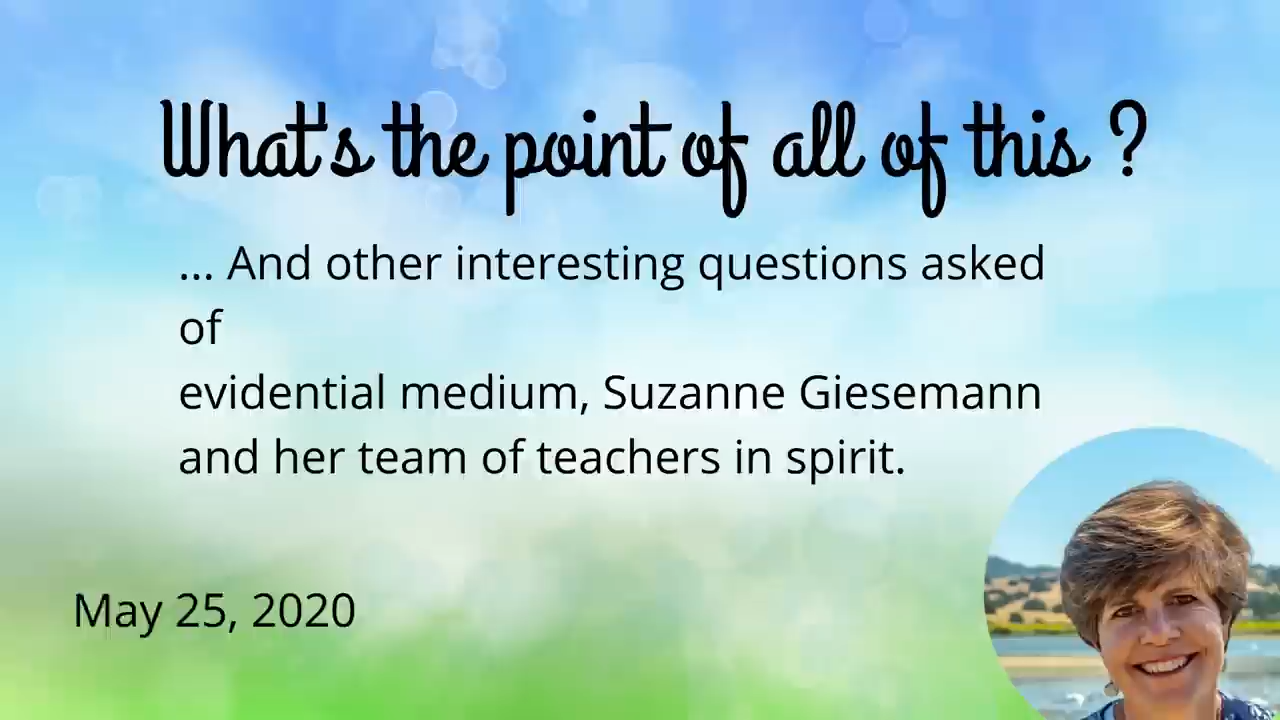 What's the point of all of this ?
... And other interesting questions asked
of
evidential medium, Suzanne Giesemann
and her team of teachers in spirit.
May 25, 2020